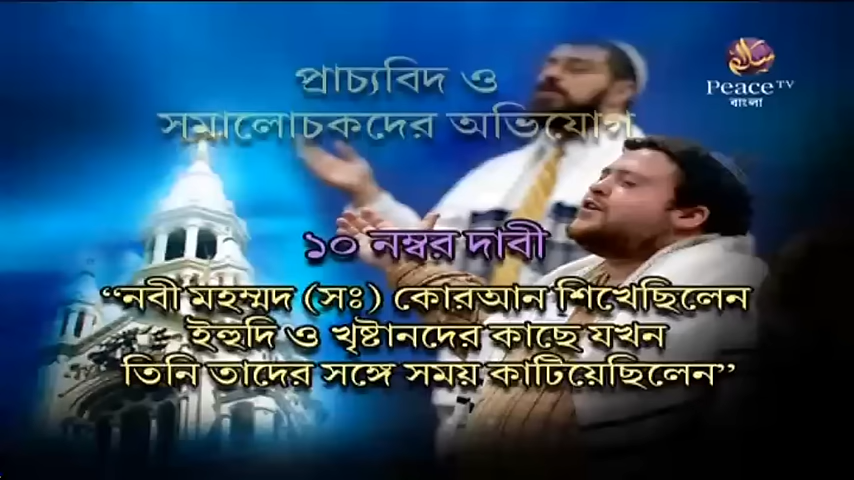 প্রাচ্যবিদ ও
সমালোচকদের অভিযোগ
Peace TV
বাংলা
১০ নম্বর দাবী
“নবী মহম্মদ (সঃ) কোরআন শিখেছিলেন
ইহুদি ও খৃষ্টানদের কাছে যখন
তিনি তাদের সঙ্গে সময় কাটিয়েছিলেন”